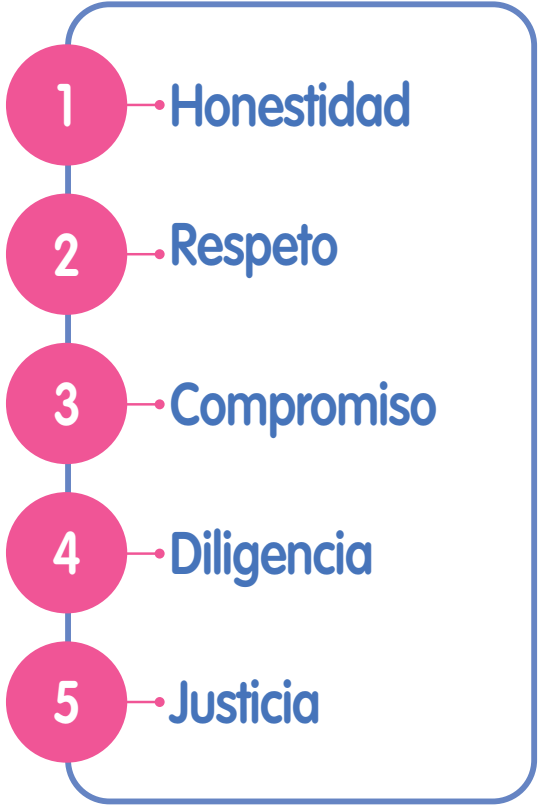 1 Honestidad
2 Respeto
3 Compromiso
4 Diligencia
5 Justicia